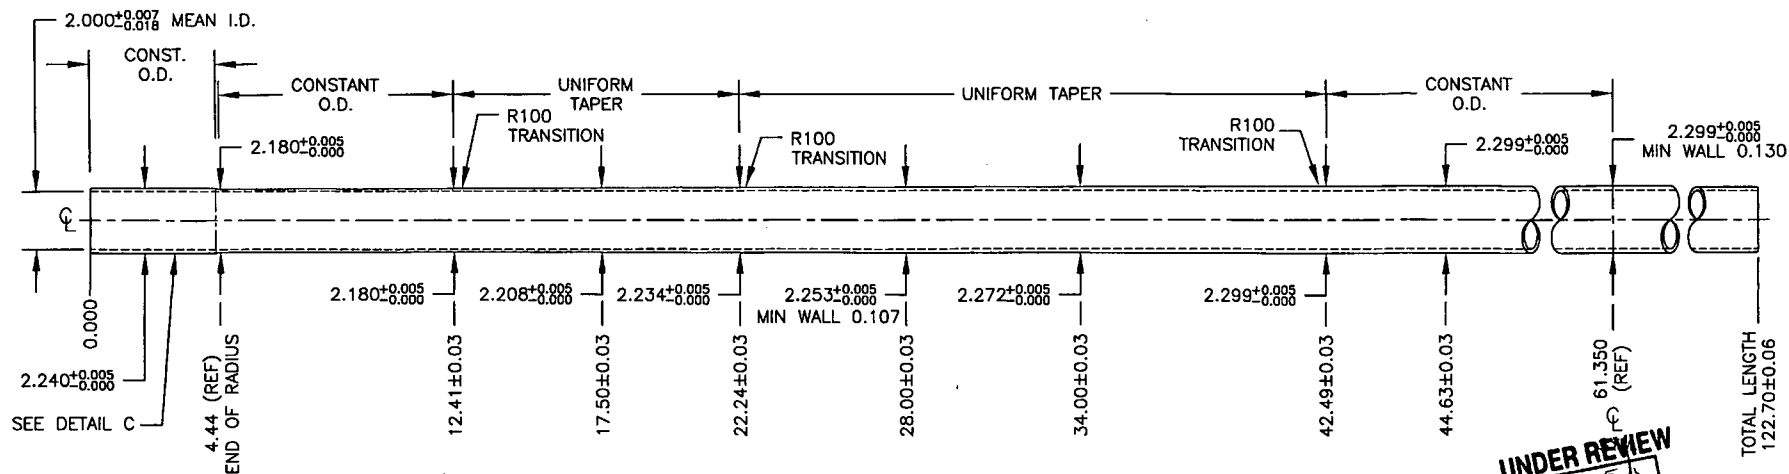 2.000+0.007 -0.018 MEAN I.D.
CONST.
O.D.
CONSTANT
O.D.
UNIFORM
TAPER
UNIFORM TAPER
CONSTANT
O.D.
R100
TRANSITION
R100
TRANSITION
R100
TRANSITION
2.180+0.005 -0.000
2.299+0.005 -0.000
2.299+0.005 -0.000
MIN WALL 0.130
℄
2.180+0.005 -0.000
2.208+0.005 -0.000
2.234+0.005 -0.000
2.253+0.005 -0.000
MIN WALL 0.107
2.272+0.005 -0.000
2.299+0.005 -0.000
2.240+0.005 -0.000
SEE DETAIL C
0.000
4.44 (REF)
END OF RADIUS
12.41±0.03
17.50±0.03
22.24±0.03
28.00±0.03
34.00±0.03
42.49±0.03
44.63±0.03
℄ 61.350
(REF)
TOTAL LENGTH
122.70±0.06
UNDER REVIEW